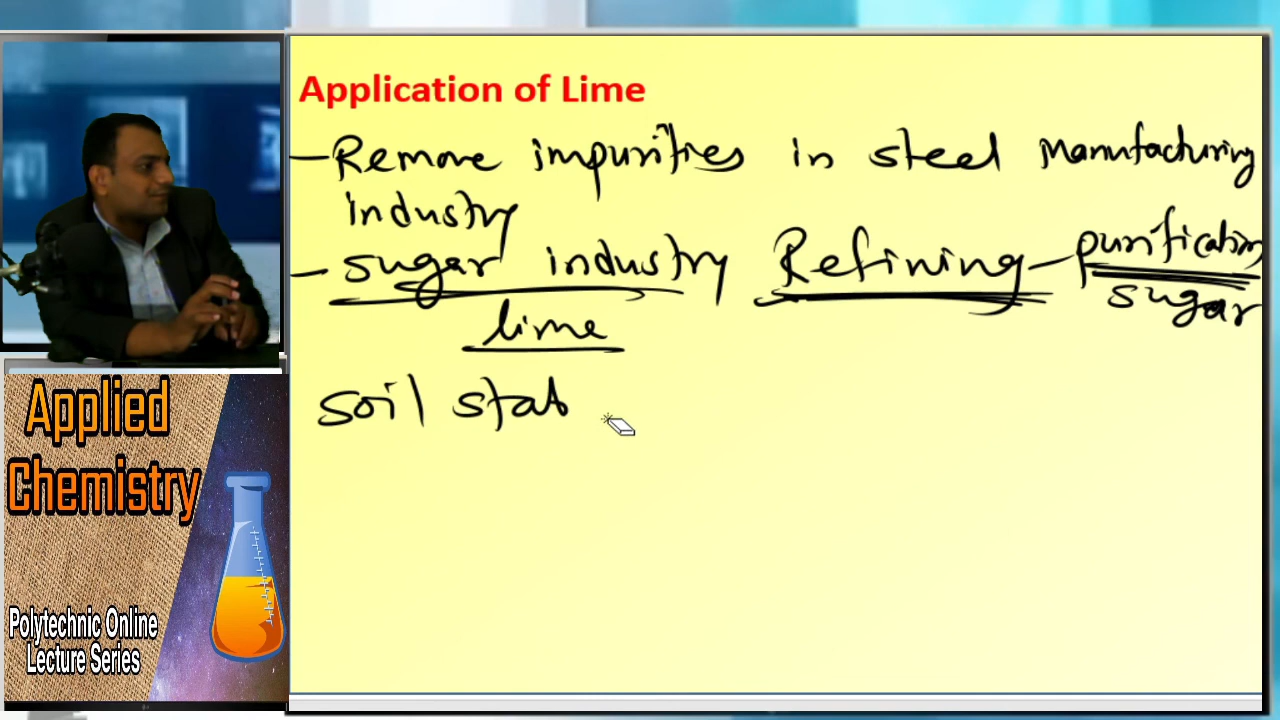 Application of Lime
– Remove impurities in steel Manufacturing
industry
– sugar industry Refining – purification
sugar
lime
soil stab
Applied
Chemistry
Polytechnic Online
Lecture Series